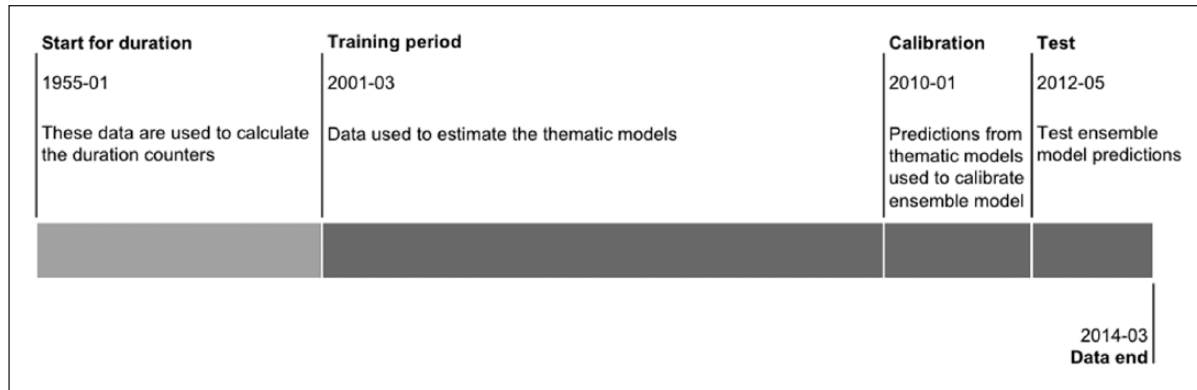 Start for duration
1955-01
These data are used to calculate
the duration counters
Training period
2001-03
Data used to estimate the thematic models
Calibration
2010-01
Predictions from
thematic models
used to calibrate
ensemble model
Test
2012-05
Test ensemble
model predictions
2014-03
Data end